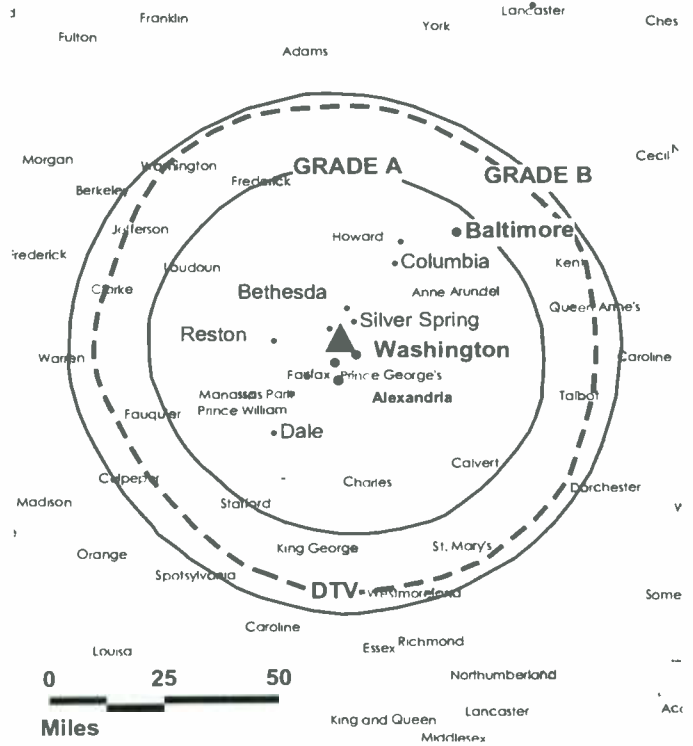 Lancaster
Franklin
Ches
York
Fulton
Adams
Morgan
Cecil
Washington
GRADE A
GRADE B
Frederick
Berkeley
Jefferson
Howard
Baltimore
Frederick
Columbia
Kent
Loudoun
Clarke
Bethesda
Anne Arundel
Queen Anne's
Silver Spring
Reston
Washington
Warren
Caroline
Fairfax
Prince George's
Manassas Park
Alexandria
Talbot
Prince William
Fauquier
Dale
Calvert
Culpeper
Charles
Dorchester
Madison
Stafford
King George
St. Mary's
Orange
Spotsylvania
DTV
Westmoreland
Some
Caroline
Essex
Richmond
Louisa
0 25 50
Northumberland
Lancaster
King and Queen
Miles
Middlesex